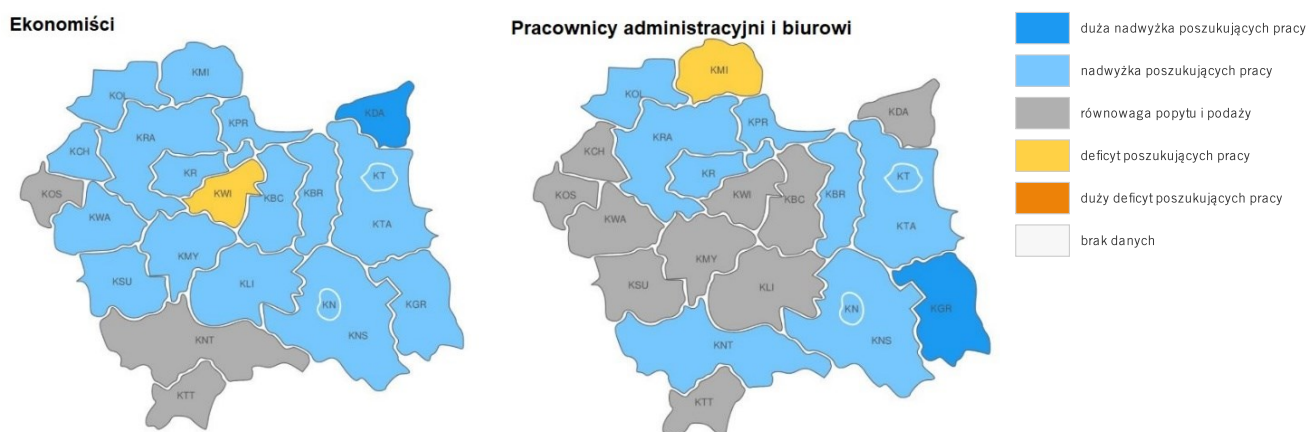 Ekonomiści
KMI
KOL
KDA
KPR
KRA
KCH
KR
KT
KWI
KOS
KBC
KBR
KWA
KTA
KMY
KSU
KLI
KN
KGR
KNS
KNT
KTT
Pracownicy administracyjni i biurowi
KMI
KOL
KDA
KPR
KRA
KCH
KR
KT
KWI
KOS
KBC
KBR
KWA
KTA
KMY
KSU
KLI
KN
KGR
KNS
KNT
KTT
duża nadwyżka poszukujących pracy
nadwyżka poszukujących pracy
równowaga popytu i podaży
deficyt poszukujących pracy
duży deficyt poszukujących pracy
brak danych